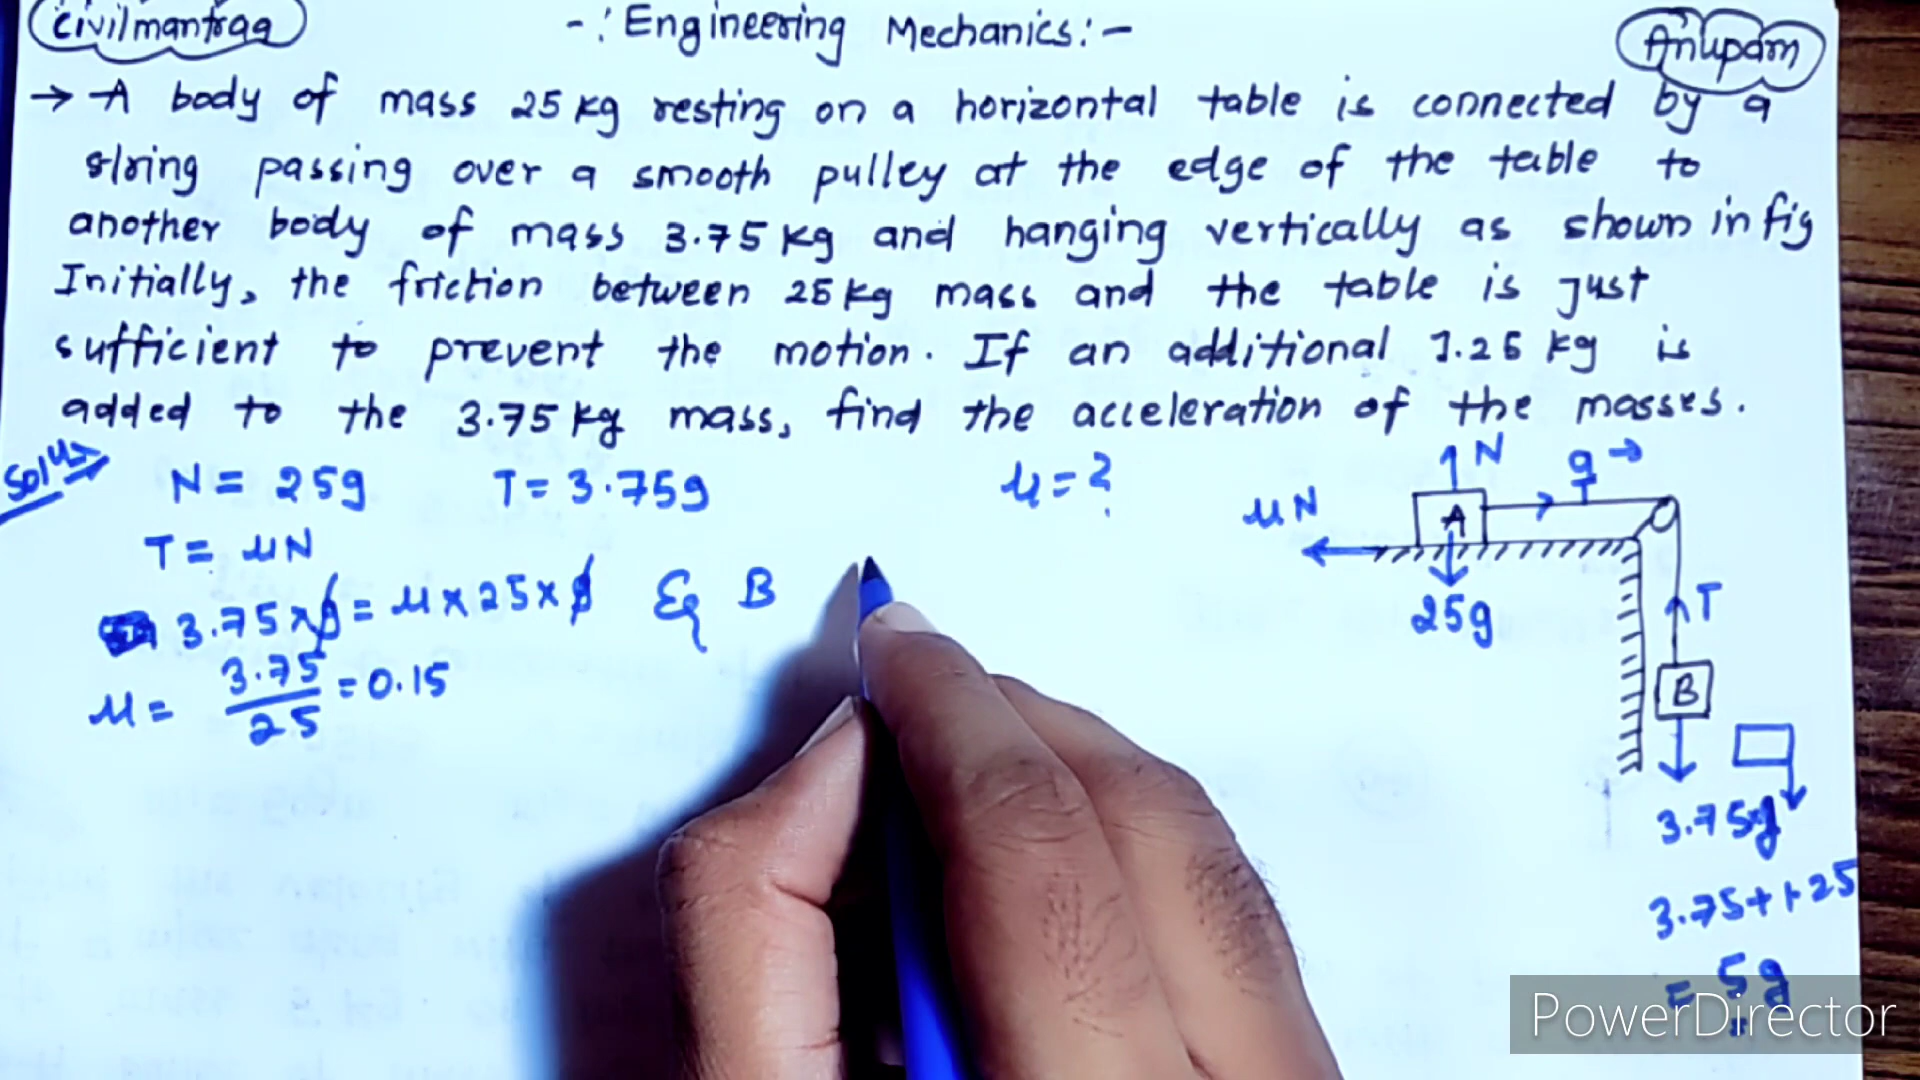 Civilmantraa
-:Engineering Mechanics:-
Anupam
→ A body of mass 25 kg resting on a horizontal table is connected by a
string passing over a smooth pulley at the edge of the table to
another body of mass 3.75 kg and hanging vertically as shown in fig
Initially, the friction between 25 kg mass and the table is just
sufficient to prevent the motion. If an additional 1.25 kg is
added to the 3.75 kg mass, find the acceleration of the masses.
Solⁿ
N = 25g T = 3.75g μ = ?
T = μN
3.75×g = μ×25×g Eq B
μ = 3.75/25 = 0.15
N
a →
T
μN
A
25g
T
B
3.75×g
3.75+1.25
= 5g
PowerDirector